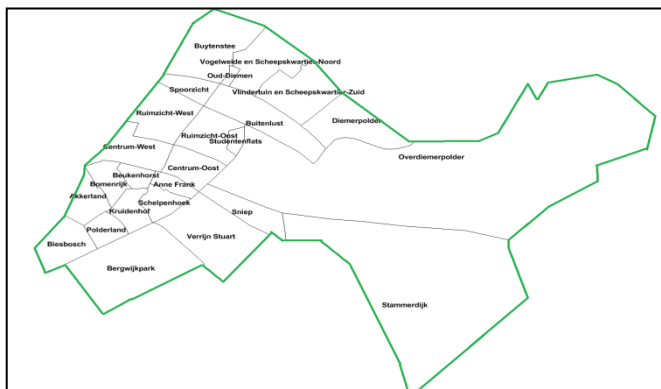 Buytenstee
Vogelweide en Scheepskwartier-Noord
Oud-Diemen
Spoorzicht
Vlindertuin en Scheepskwartier-Zuid
Ruimzicht-West
Buitenlust
Diemerpolder
Ruimzicht-Oost
Studentenflats
Centrum-West
Overdiemerpolder
Centrum-Oost
Beukenhorst
Bomenrijk
Anne Frank
Akkerland
Schelpenhoek
Kruidenhof
Sniep
Polderland
Verrijn Stuart
Biesbosch
Bergwijkpark
Stammerdijk